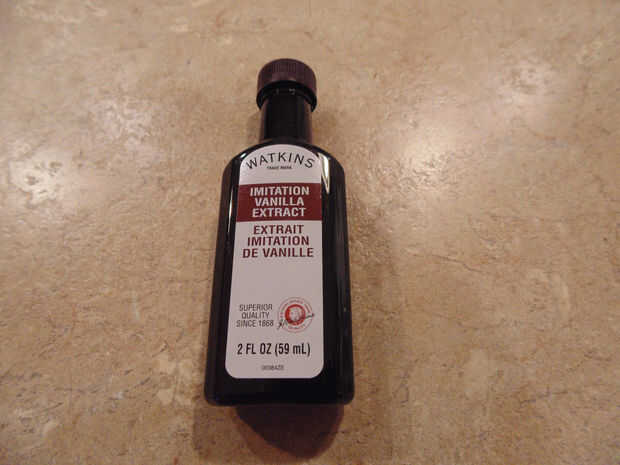 WATKINS
TRADE MARK
IMITATION
VANILLA
EXTRACT
EXTRAIT
IMITATION
DE VANILLE
SUPERIOR
QUALITY
SINCE 1868
2 FL OZ (59 mL)